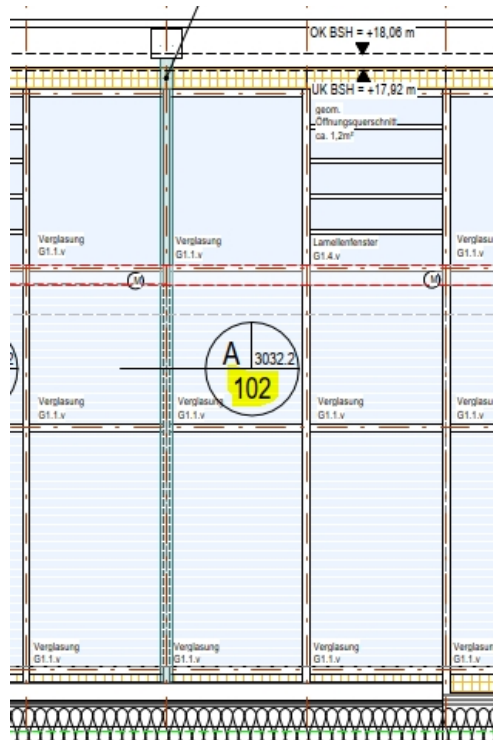 OK BSH = +18,06 m
UK BSH = +17,92 m
geom.
Öffnungsquerschnitt
ca. 1,2m²
Verglasung
G1.1.v
Verglasung
G1.1.v
Lamellenfenster
G1.4.v
Verglasu
G1.1.v
M
M
A
3032.2
102
Verglasung
G1.1.v
Verglasung
G1.1.v
Verglasung
G1.1.v
Verglasu
G1.1.v
Verglasung
G1.1.v
Verglasung
G1.1.v
Verglasung
G1.1.v
Verglasung
G1.1.v